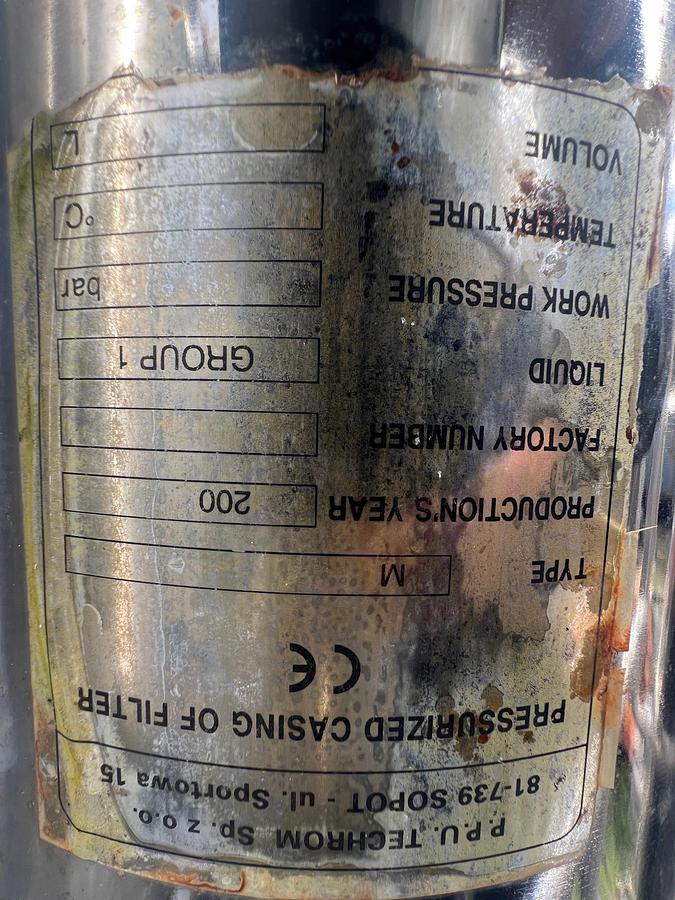 P.P.U. TECHROM Sp. z o.o.
81-739 SOPOT - ul. Sportowa 15
PRESSURIZED CASING OF FILTER
CE
TYPE M
PRODUCTION'S YEAR 200
FACTORY NUMBER
LIQUID GROUP 1
WORK PRESSURE bar
TEMPERATURE °C
VOLUME L